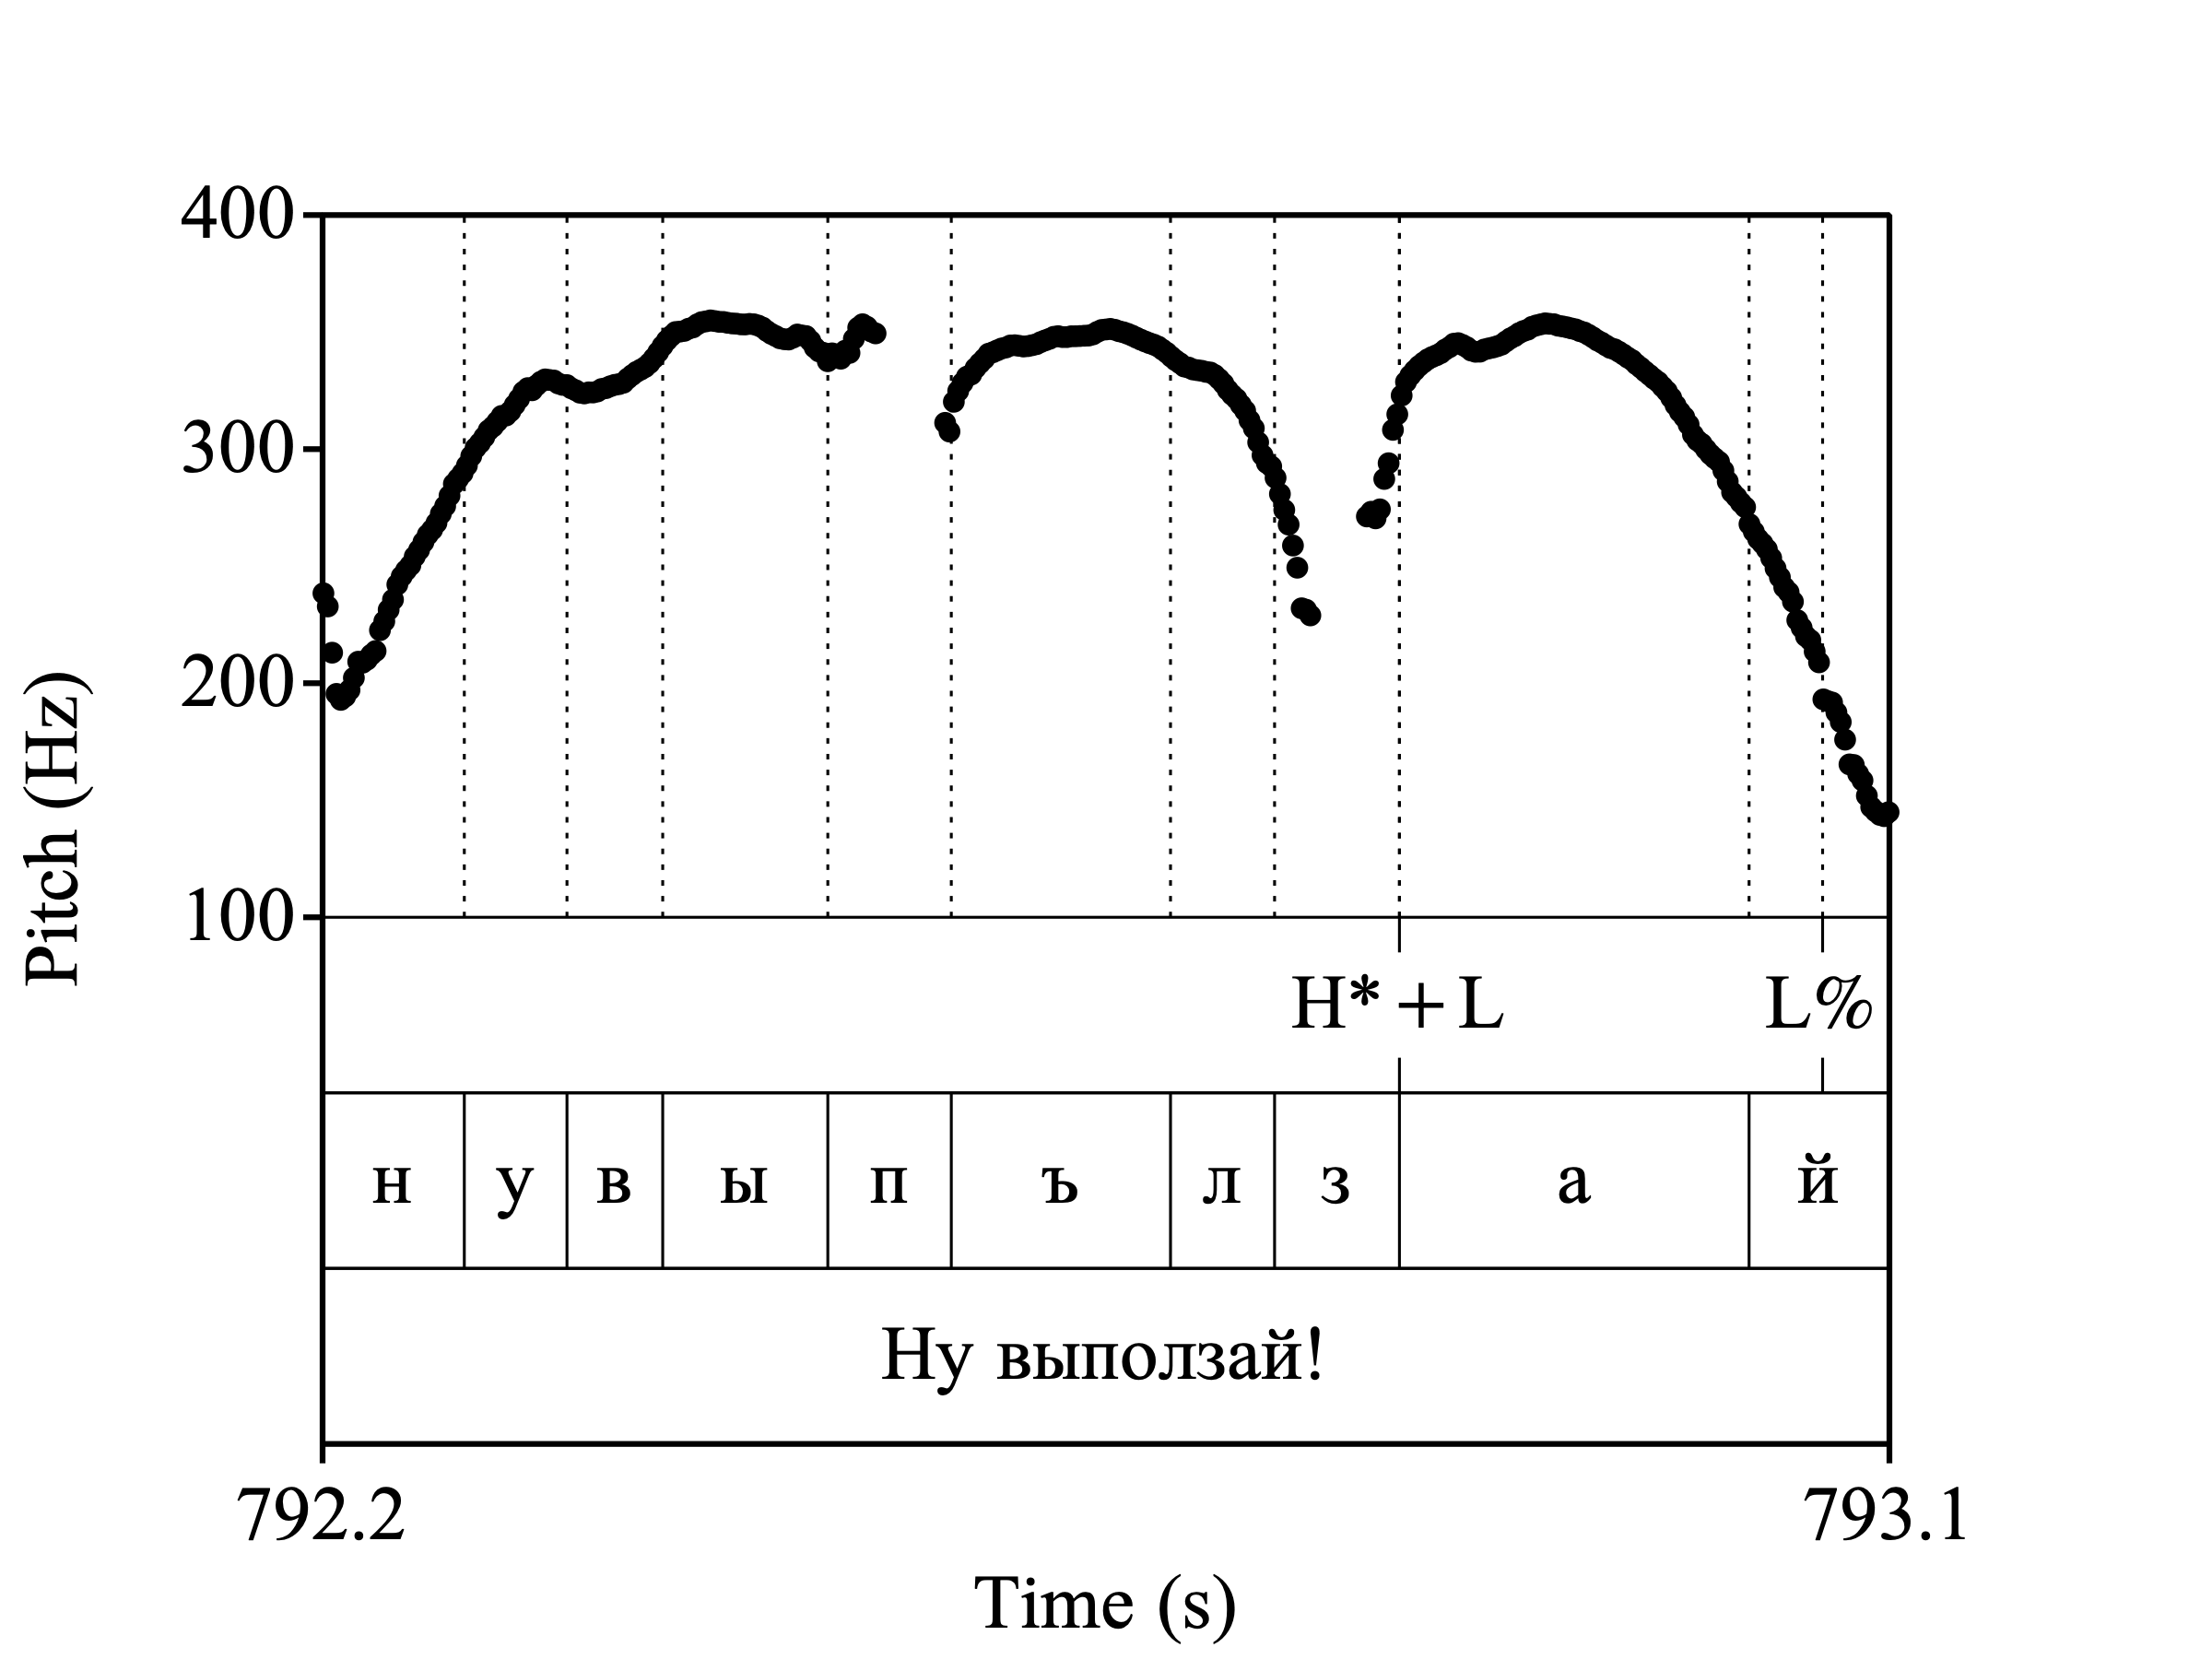 400
300
200
100
Pitch (Hz)
H*+L L%
н у в ы п ъ л з а й
Ну выползай!
792.2 793.1
Time (s)